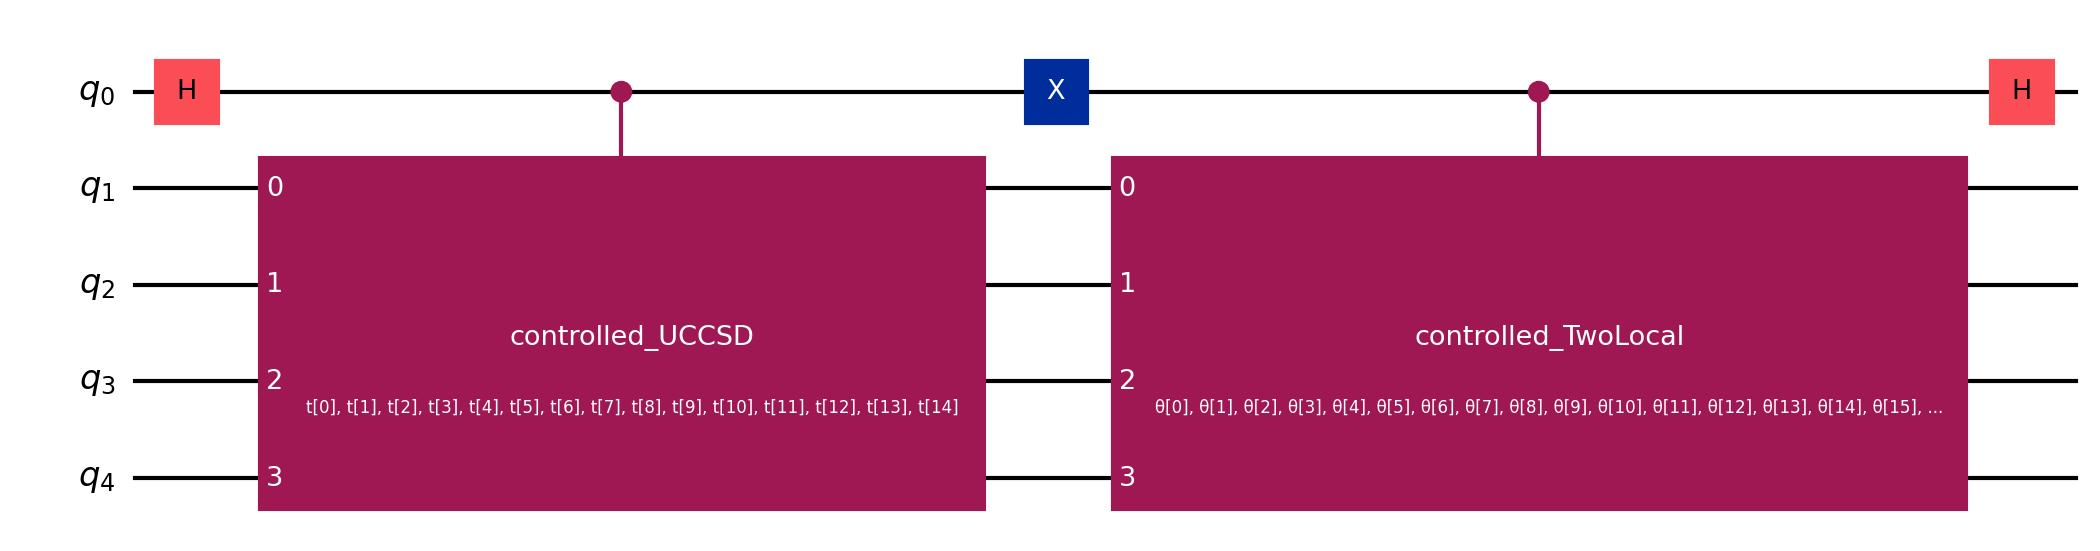 q0 H X H
q1 0 0
q2 1 1
controlled_UCCSD controlled_TwoLocal
q3 2 2
t[0], t[1], t[2], t[3], t[4], t[5], t[6], t[7], t[8], t[9], t[10], t[11], t[12], t[13], t[14] θ[0], θ[1], θ[2], θ[3], θ[4], θ[5], θ[6], θ[7], θ[8], θ[9], θ[10], θ[11], θ[12], θ[13], θ[14], θ[15], ...
q4 3 3